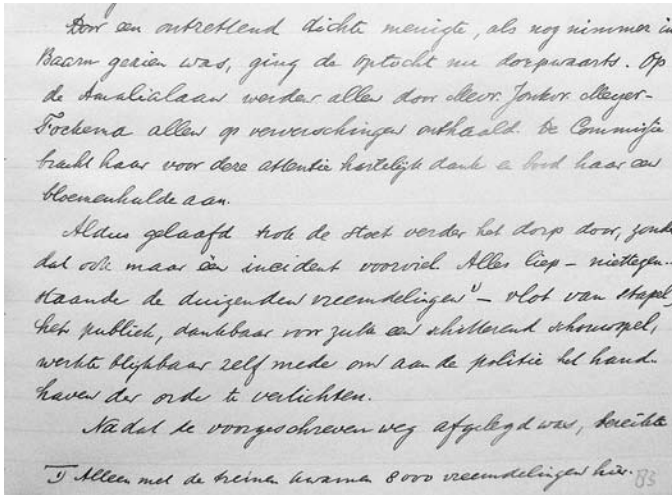 Door een ontzettend dichte menigte, als nog nimmer in
Baarn gezien was, ging de optocht nu dorpwaarts. Op
de Amalialaan werden allen door Mevr. Jonkvr. Meyer-
Fockema allen op ververschingen onthaald. De Commissie
bracht haar voor deze attentie hartelijk dank en bood haar een
bloemenhulde aan.
Aldus gelaafd trok de stoet verder het dorp door, zonder
dat ook maar één incident voorviel. Alles liep – niettegen-
staande de duizenden vreemdelingen 1) – vlot van stapel,
het publiek, dankbaar voor zulk een schitterend schouwspel,
werkte blijkbaar zelf mede om aan de politie het hand-
haven der orde te verlichten.
Nadat de voorgeschreven weg afgelegd was, bereikte
1) Alleen met de treinen kwamen 8000 vreemdelingen hier.
83